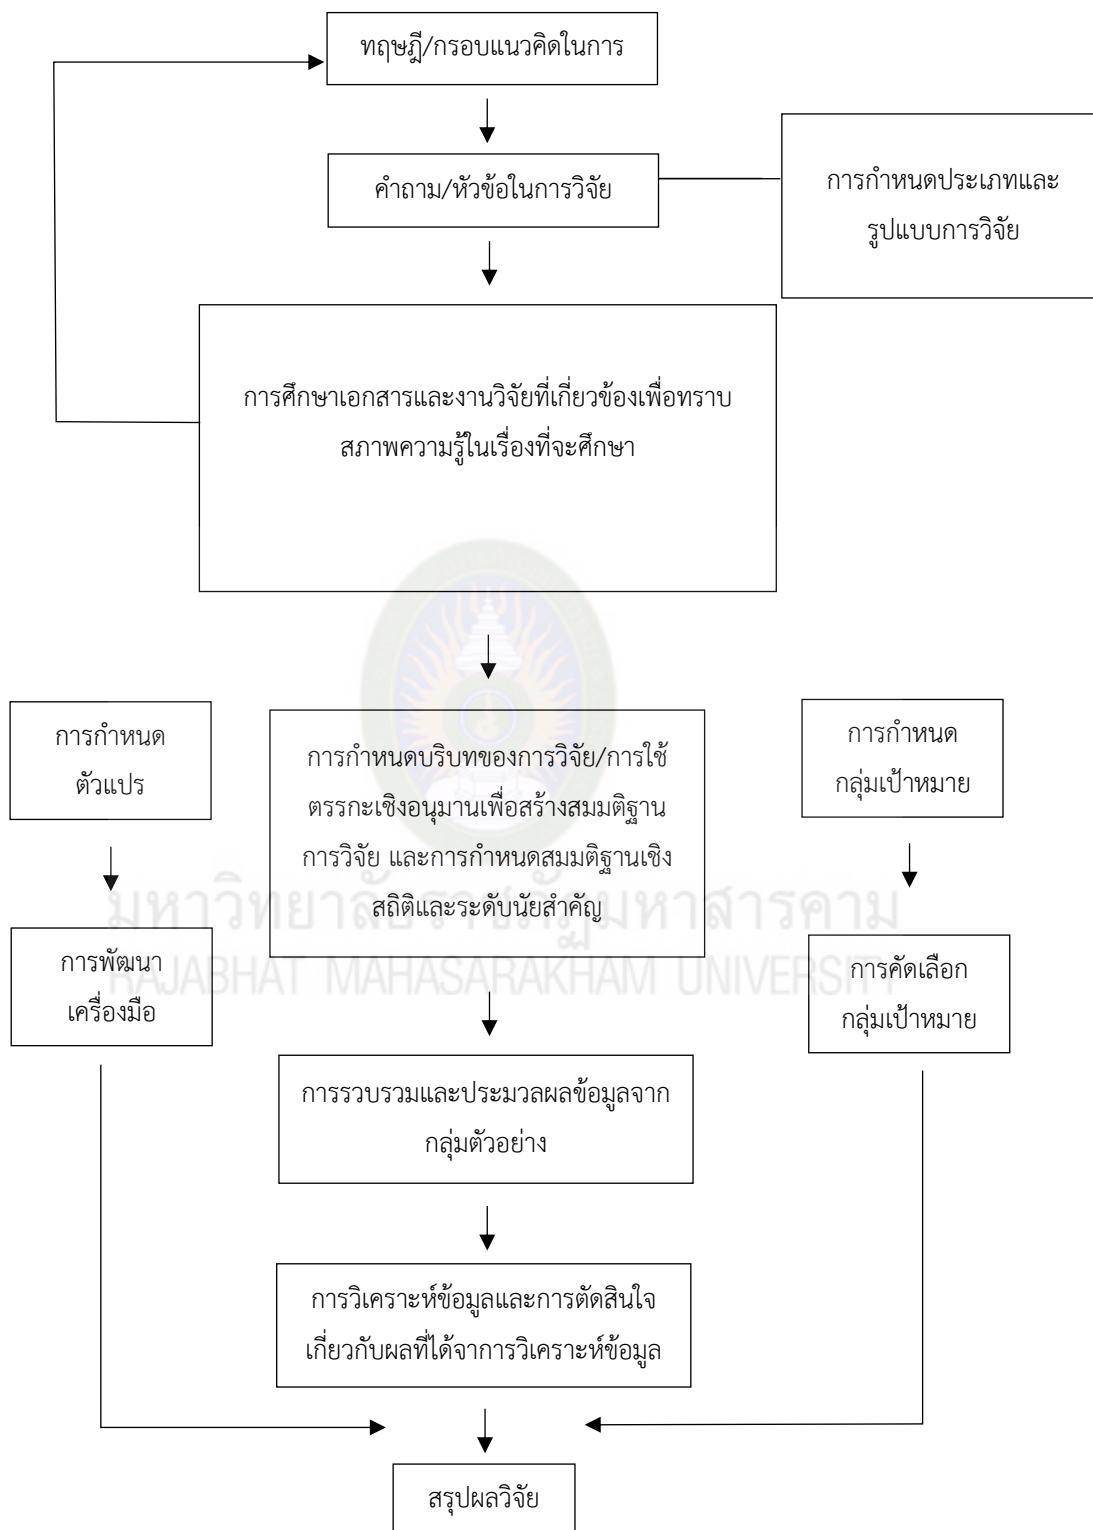 ทฤษฎี/กรอบแนวคิดในการ
คำถาม/หัวข้อในการวิจัย
การกำหนดประเภทและ
รูปแบบการวิจัย
การศึกษาเอกสารและงานวิจัยที่เกี่ยวข้องเพื่อทราบ
สภาพความรู้ในเรื่องที่จะศึกษา
การกำหนด
ตัวแปร
การกำหนดบริบทของการวิจัย/การใช้
ตรรกะเชิงอนุมานเพื่อสร้างสมมติฐาน
การวิจัย และการกำหนดสมมติฐานเชิง
สถิติและระดับนัยสำคัญ
การกำหนด
กลุ่มเป้าหมาย
มหาวิทยาลัยราชภัฏมหาสารคาม
RAJABHAT MAHASARAKHAM UNIVERSITY
การพัฒนา
เครื่องมือ
การคัดเลือก
กลุ่มเป้าหมาย
การรวบรวมและประมวลผลข้อมูลจาก
กลุ่มตัวอย่าง
การวิเคราะห์ข้อมูลและการตัดสินใจ
เกี่ยวกับผลที่ได้จาการวิเคราะห์ข้อมูล
สรุปผลวิจัย